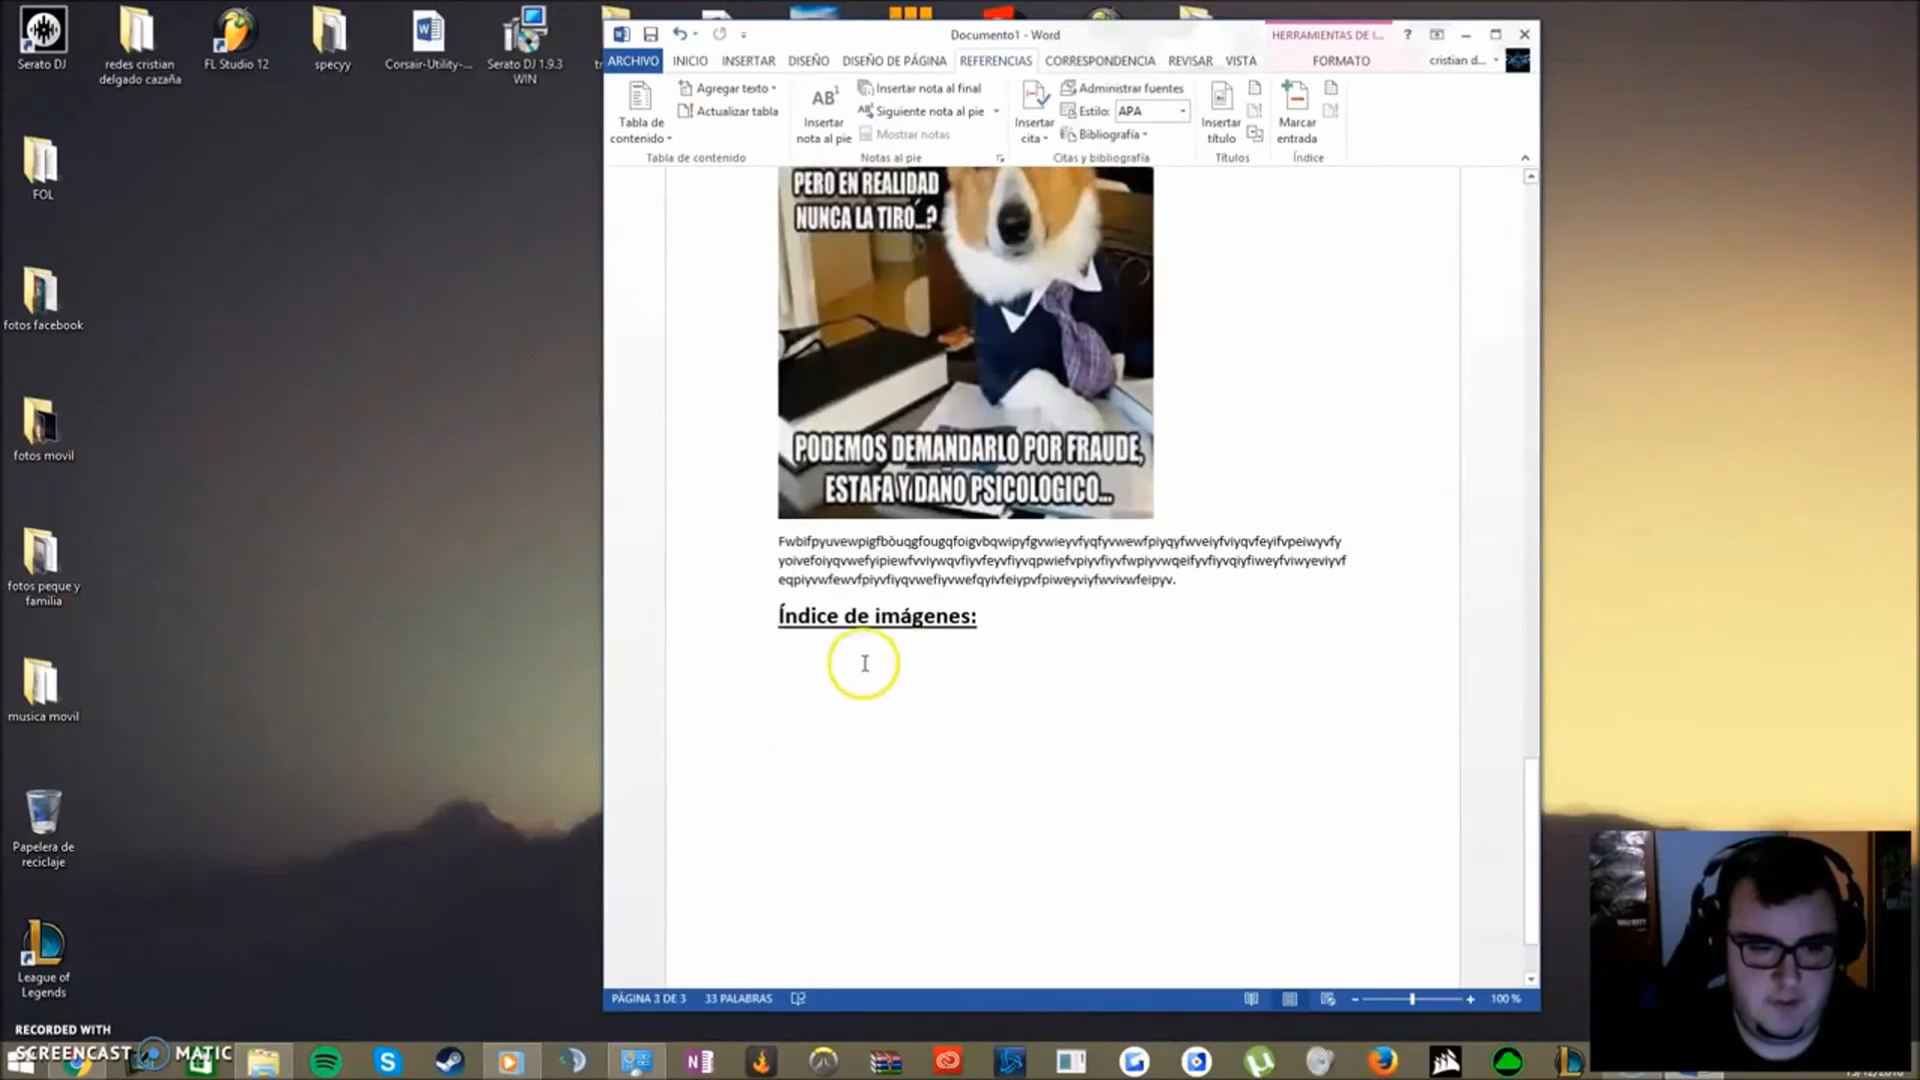 Serato DJ
redes cristian
delgado cazaña
FL Studio 12
specyy
Corsair-Utility-...
Serato DJ 1.9.3
WIN
Documento1 - Word
HERRAMIENTAS DE I...
?
ARCHIVO
INICIO
INSERTAR
DISEÑO
DISEÑO DE PÁGINA
REFERENCIAS
CORRESPONDENCIA
REVISAR
VISTA
FORMATO
cristian d...
Tabla de
contenido
Agregar texto
Actualizar tabla
Tabla de contenido
AB¹
Insertar
nota al pie
Insertar nota al final
Siguiente nota al pie
Mostrar notas
Notas al pie
Insertar
cita
Administrar fuentes
Estilo: APA
Bibliografía
Citas y bibliografía
Insertar
título
Títulos
Marcar
entrada
Índice
PERO EN REALIDAD
NUNCA LA TIRÓ...?
PODEMOS DEMANDARLO POR FRAUDE,
ESTAFA Y DAÑO PSICOLOGICO...
Fwbifpyuvewpigfbòuqgfougqfoigvbqwipyfgvwieyvfyqfyvwewfpiyqyfwveiyfviyqvfeyifvpeiwyvfy
yoivefoiyqvwefyipiewfvviywqvfiyvfeyvfiyvqpwiefvpiyvfiyvfwpiyvwqeifyvfiyvqiyfiweyfviwyeviyvf
eqpiyvwfewvfpiyvfiyqvwefiyvwefqyivfeiypvfpiweyviyfwvivwfeipyv.
Índice de imágenes:
PÁGINA 3 DE 3
33 PALABRAS
100 %
FOL
fotos facebook
fotos movil
fotos peque y
familia
musica movil
Papelera de
reciclaje
League of
Legends
RECORDED WITH
SCREENCAST MATIC